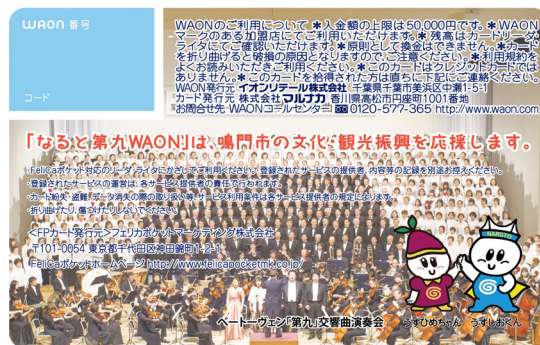 WAON 番号
コード
WAONのご利用について ＊入金額の上限は50,000円です。＊WAON
マークのある加盟店にてご利用いただけます。＊残高はカードリーダ/
ライタにてご確認いただけます。＊原則として換金はできません。＊カード
を折り曲げると破損の原因となりますので、ご注意ください。＊利用規約を
よくお読みいただきご利用ください。＊このカードはクレジットカードでは
ありません。＊このカードを拾得された方は直ちに下記にご連絡ください。
WAON発行元 イオンリテール株式会社 千葉県千葉市美浜区中瀬1-5-1
カード発行元 株式会社マルナカ 香川県高松市円座町1001番地
お問合せ先 WAONコールセンター 0120-577-365 http://www.waon.com
「なると第九WAON」は、鳴門市の文化・観光振興を応援します。
・FeliCaポケット対応のリーダ/ライタにかざしてご利用ください。・登録されたサービスの提供者、内容等の記録を別途お控えください。
・登録されたサービスの運営は、各サービス提供者の責任で行われます。
・カード紛失・盗難、データ消失の際の取り扱い等、サービス利用条件は各サービス提供者の規定によります。
・折り曲げたり、傷つけたりしないでください。
<FPカード発行元>フェリカポケットマーケティング株式会社
〒101-0054 東京都千代田区神田錦町1-2-1
FeliCaポケットホームページ http://www.felicapocketmk.co.jp/
NARUTO
ベートーヴェン「第九」交響曲演奏会
うずひめちゃん うずしおくん